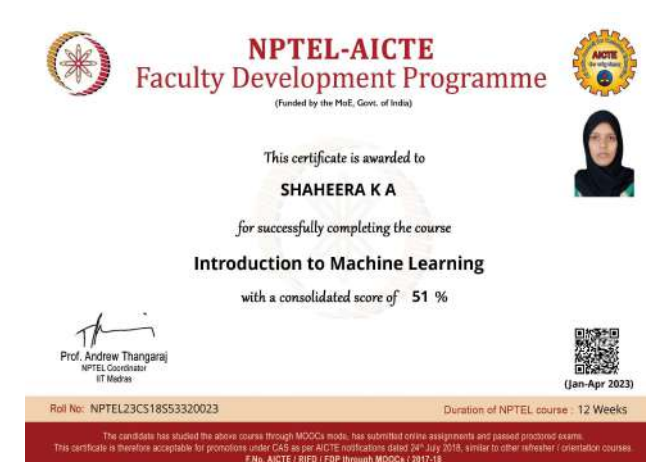 NPTEL-AICTE
Faculty Development Programme
(Funded by the MoE, Govt. of India)
AICTE
This certificate is awarded to
SHAHEERA K A
for successfully completing the course
Introduction to Machine Learning
with a consolidated score of 51 %
Prof. Andrew Thangaraj
NPTEL Coordinator
IIT Madras
(Jan-Apr 2023)
Roll No: NPTEL23CS18S53320023
Duration of NPTEL course : 12 Weeks
The candidate has studied the above course through MOOCs mode, has submitted online assignments and passed proctored exams.
This certificate is therefore acceptable for promotions under CAS as per AICTE notifications dated 24th July 2018, similar to other refresher / orientation courses.
F.No. AICTE / RIFD / FDP through MOOCs / 2017-18